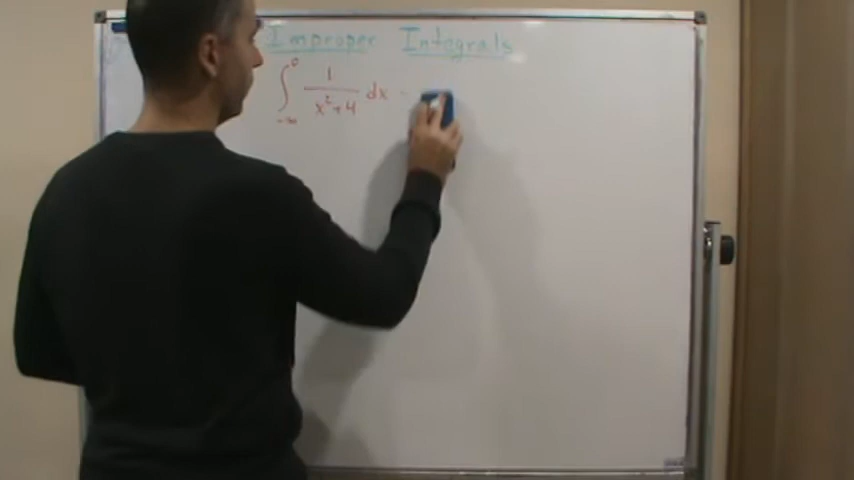 Improper Integrals
∫_{-∞}^{0} 1/(x²+4) dx -